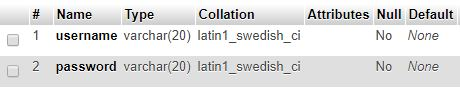 # Name Type Collation Attributes Null Default
1 username varchar(20) latin1_swedish_ci No None
2 password varchar(20) latin1_swedish_ci No None